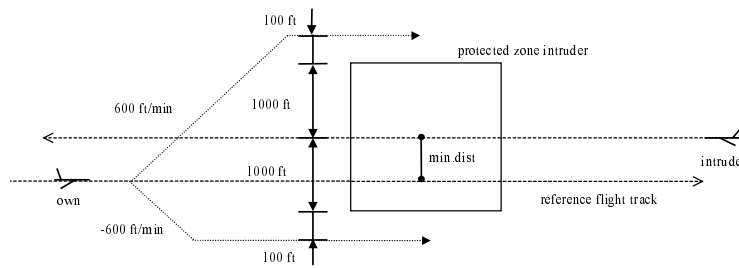 100 ft
protected zone intruder
600 ft/min
1000 ft
min.dist
intrude
1000 ft
own
reference flight track
-600 ft/min
100 ft